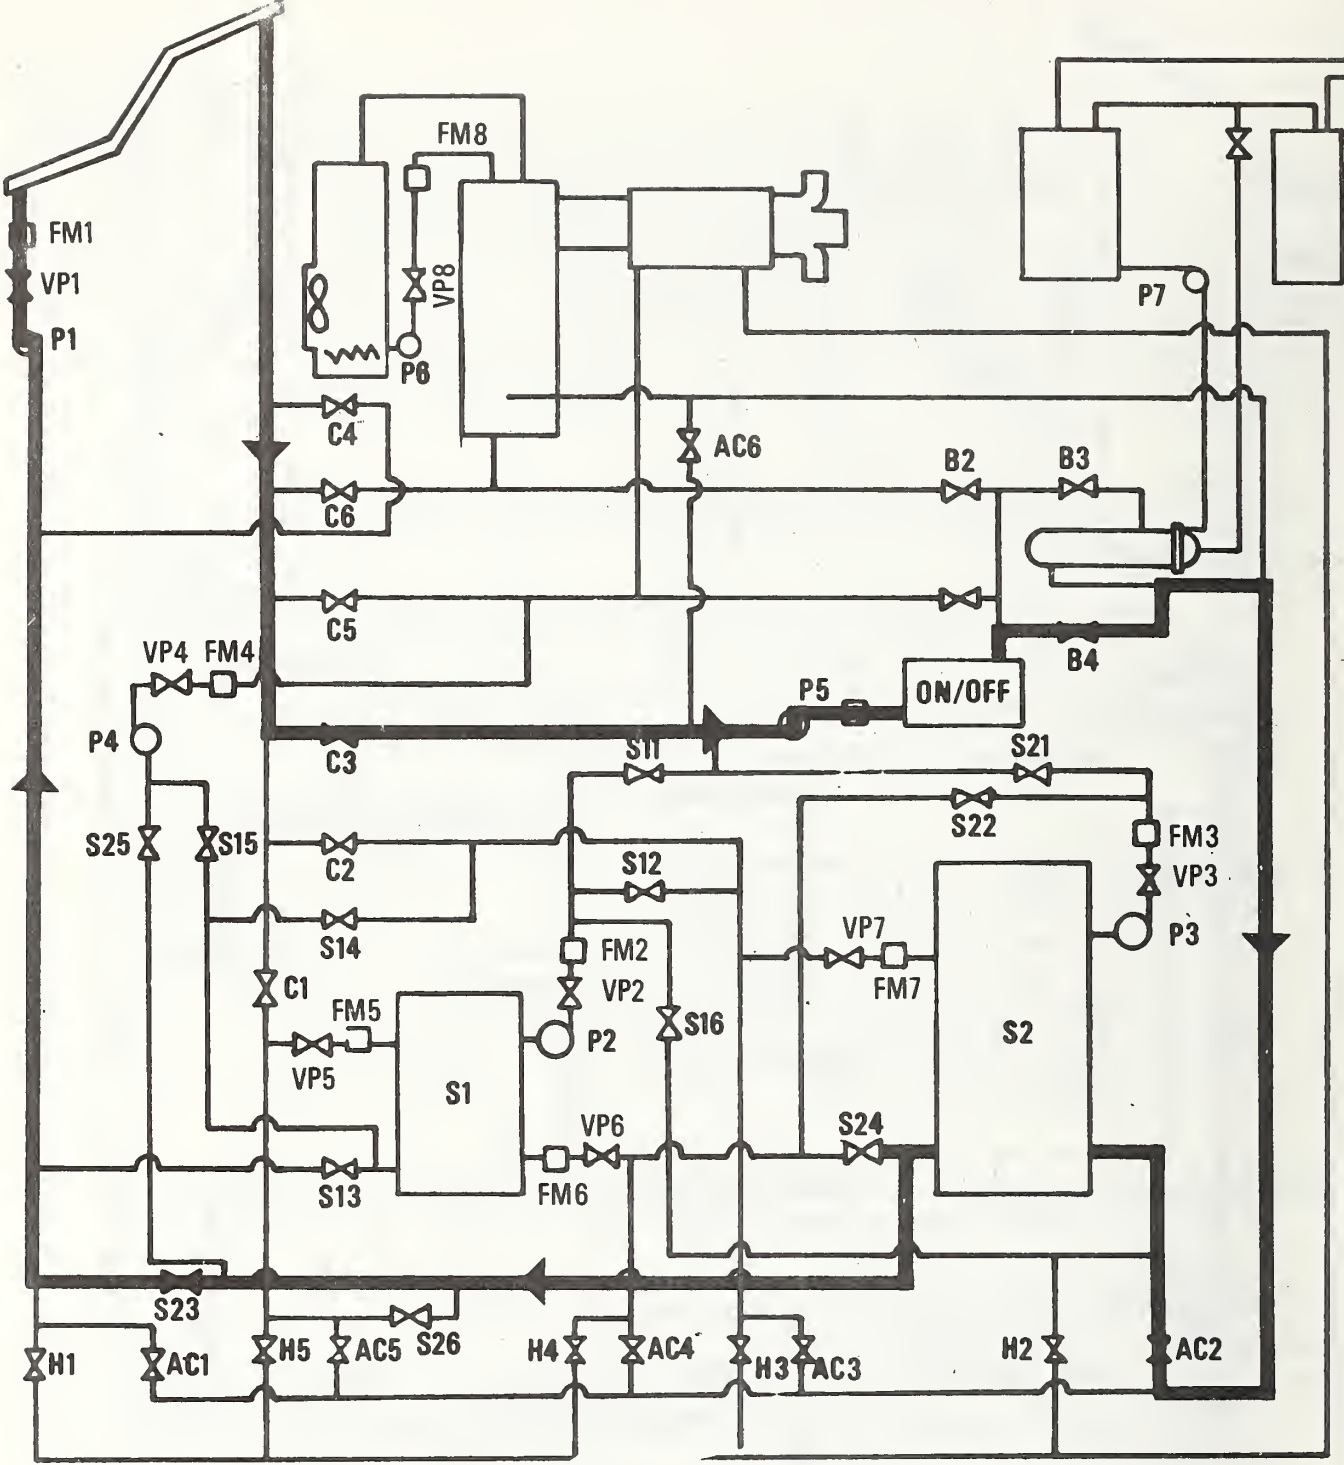 FM8
FM1
VP1
VP8
P1
P7
P6
C4
AC6
B2
B3
C6
C5
VP4
FM4
B4
P5
ON/OFF
P4
C3
S11
S21
S22
S25
S15
C2
S12
FM3
VP3
S14
FM2
VP7
P3
C1
VP2
FM7
FM5
S16
P2
S2
VP5
S1
VP6
S24
S13
FM6
S23
S26
H1
AC1
H5
AC5
H4
AC4
H3
AC3
H2
AC2